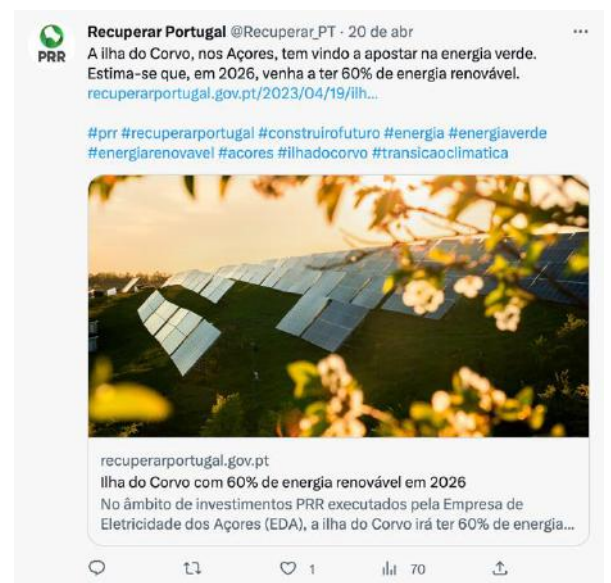 Recuperar Portugal @Recuperar_PT · 20 de abr
PRR
A ilha do Corvo, nos Açores, tem vindo a apostar na energia verde.
Estima-se que, em 2026, venha a ter 60% de energia renovável.
recuperarportugal.gov.pt/2023/04/19/ilh...
#prr #recuperarportugal #construirofuturo #energia #energiaverde
#energiarenovavel #acores #ilhadocorvo #transicaoclimatica
recuperarportugal.gov.pt
Ilha do Corvo com 60% de energia renovável em 2026
No âmbito de investimentos PRR executados pela Empresa de
Eletricidade dos Açores (EDA), a ilha do Corvo irá ter 60% de energia...
1 70